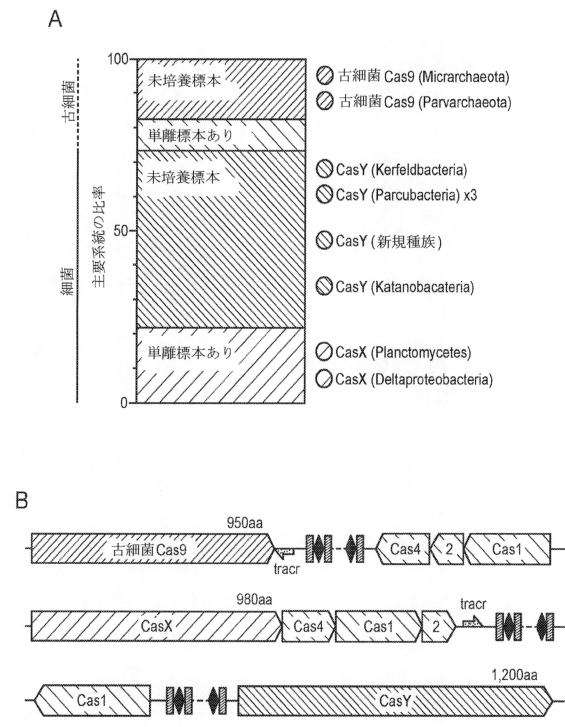 A
100
50
0
主要系統の比率
古細菌
細菌
未培養標本
単離標本あり
未培養標本
単離標本あり
古細菌 Cas9 (Micrarchaeota)
古細菌 Cas9 (Parvarchaeota)
CasY (Kerfeldbacteria)
CasY (Parcubacteria) x3
CasY (新規種族)
CasY (Katanobacateria)
CasX (Planctomycetes)
CasX (Deltaproteobacteria)
B
950aa
古細菌Cas9
tracr
Cas4
2
Cas1
980aa
CasX
Cas4
Cas1
2
tracr
1,200aa
Cas1
CasY